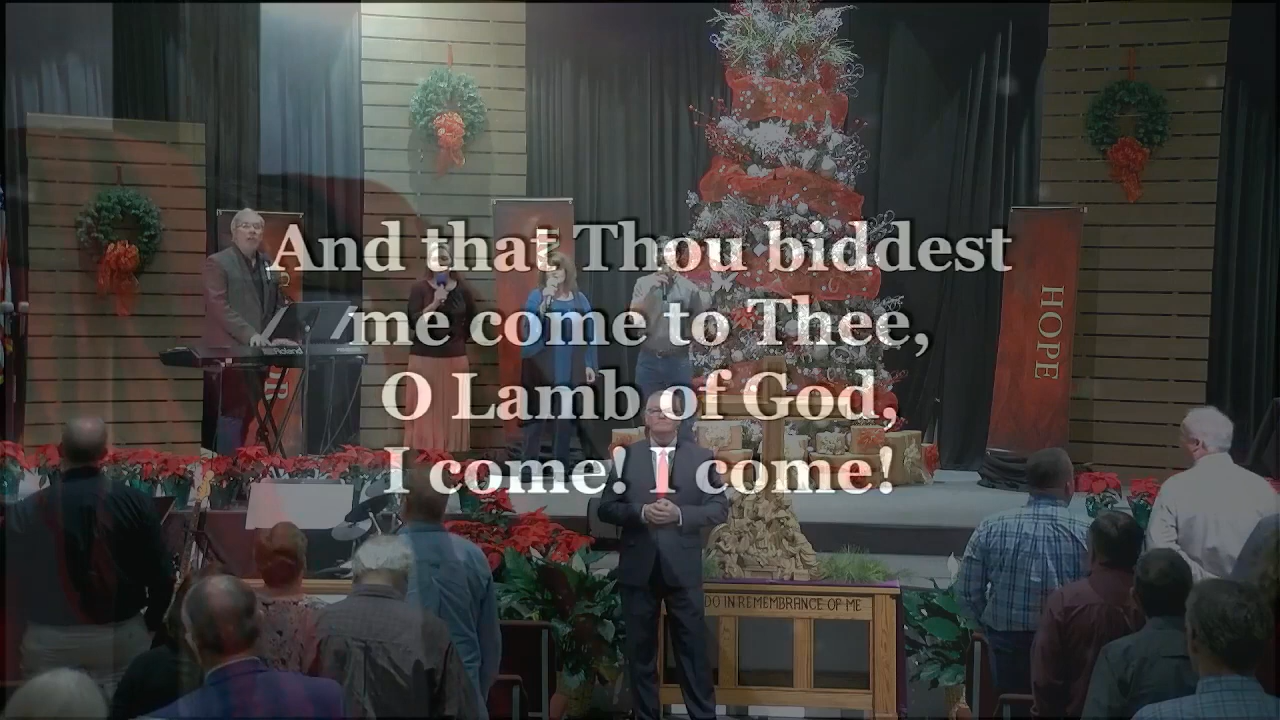 And that Thou biddest
me come to Thee,
O Lamb of God,
I come!  I come!
HOPE
Roland
DO IN REMEMBRANCE OF ME